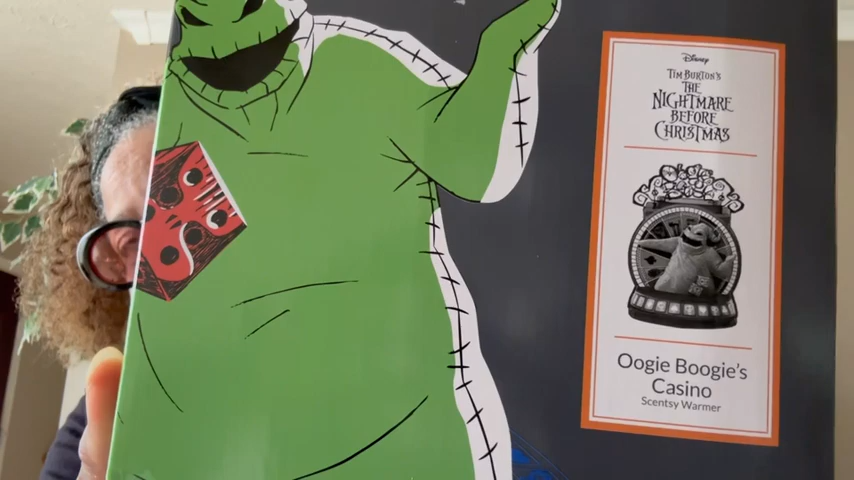 Disney
TIM BURTON'S
THE
NIGHTMARE
BEFORE
CHRISTMAS
Oogie Boogie's
Casino
Scentsy Warmer